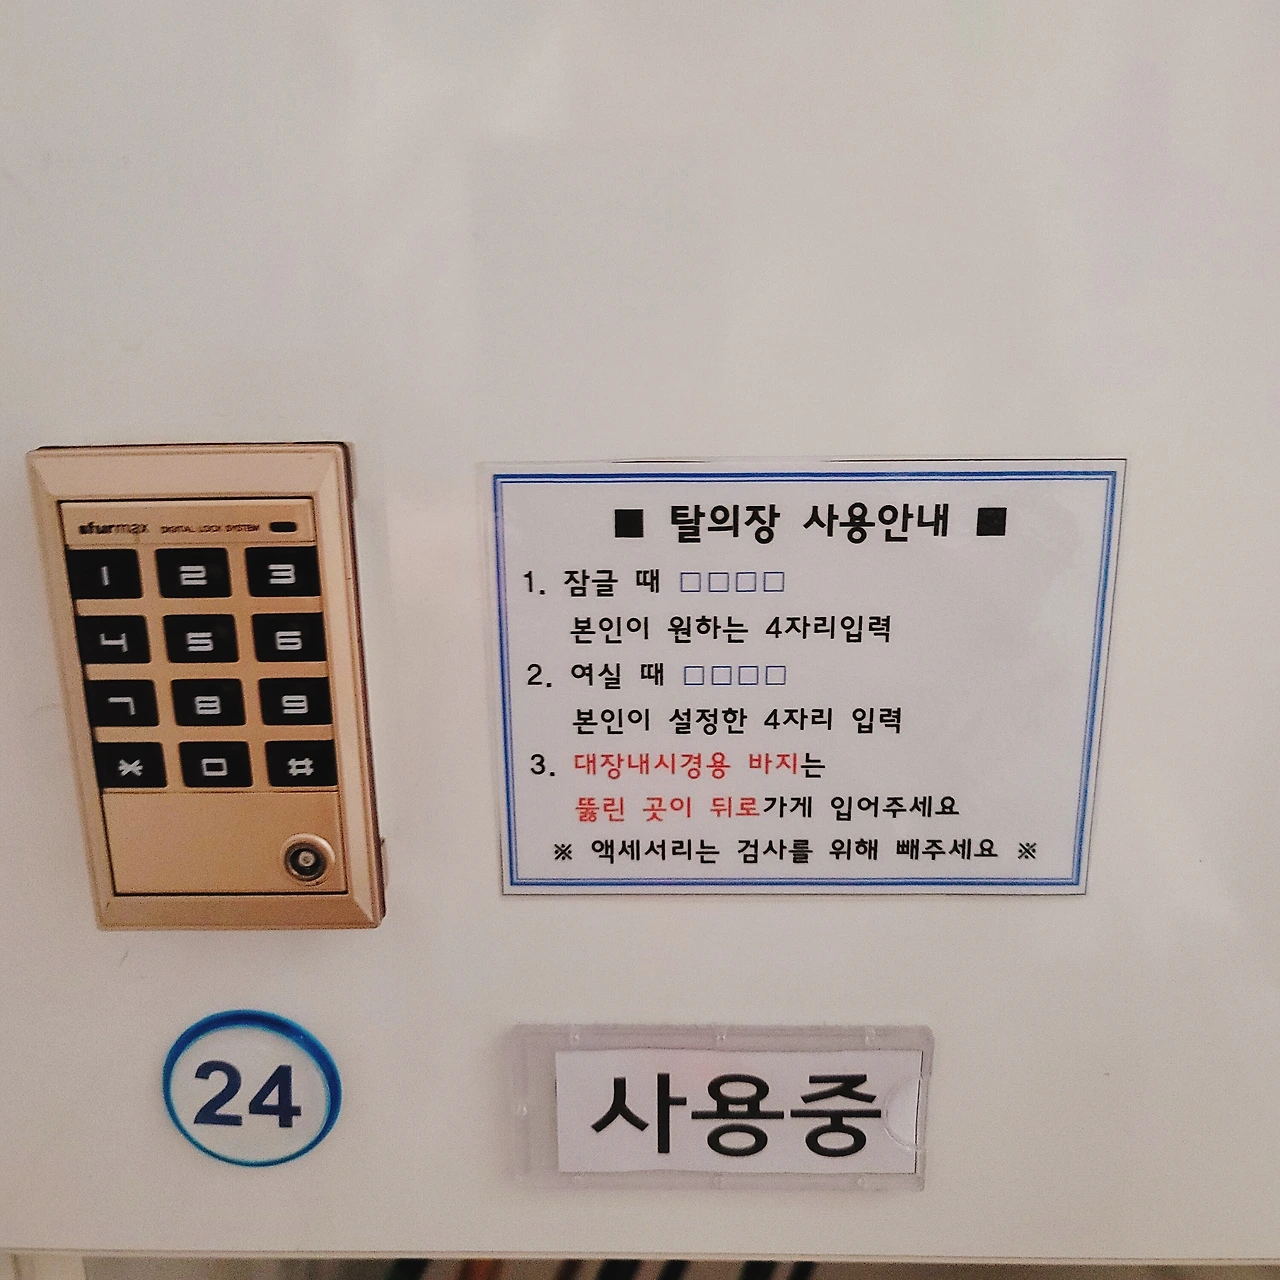 ■ 탈의장 사용안내 ■
1. 잠글 때 □□□□
본인이 원하는 4자리입력
2. 여실 때 □□□□
본인이 설정한 4자리 입력
3. 대장내시경용 바지는
뚫린 곳이 뒤로가게 입어주세요
※ 액세서리는 검사를 위해 빼주세요 ※
DIGITAL LOCK SYSTEM
1 2 3
4 5 6
7 8 9
* 0 #
24
사용중